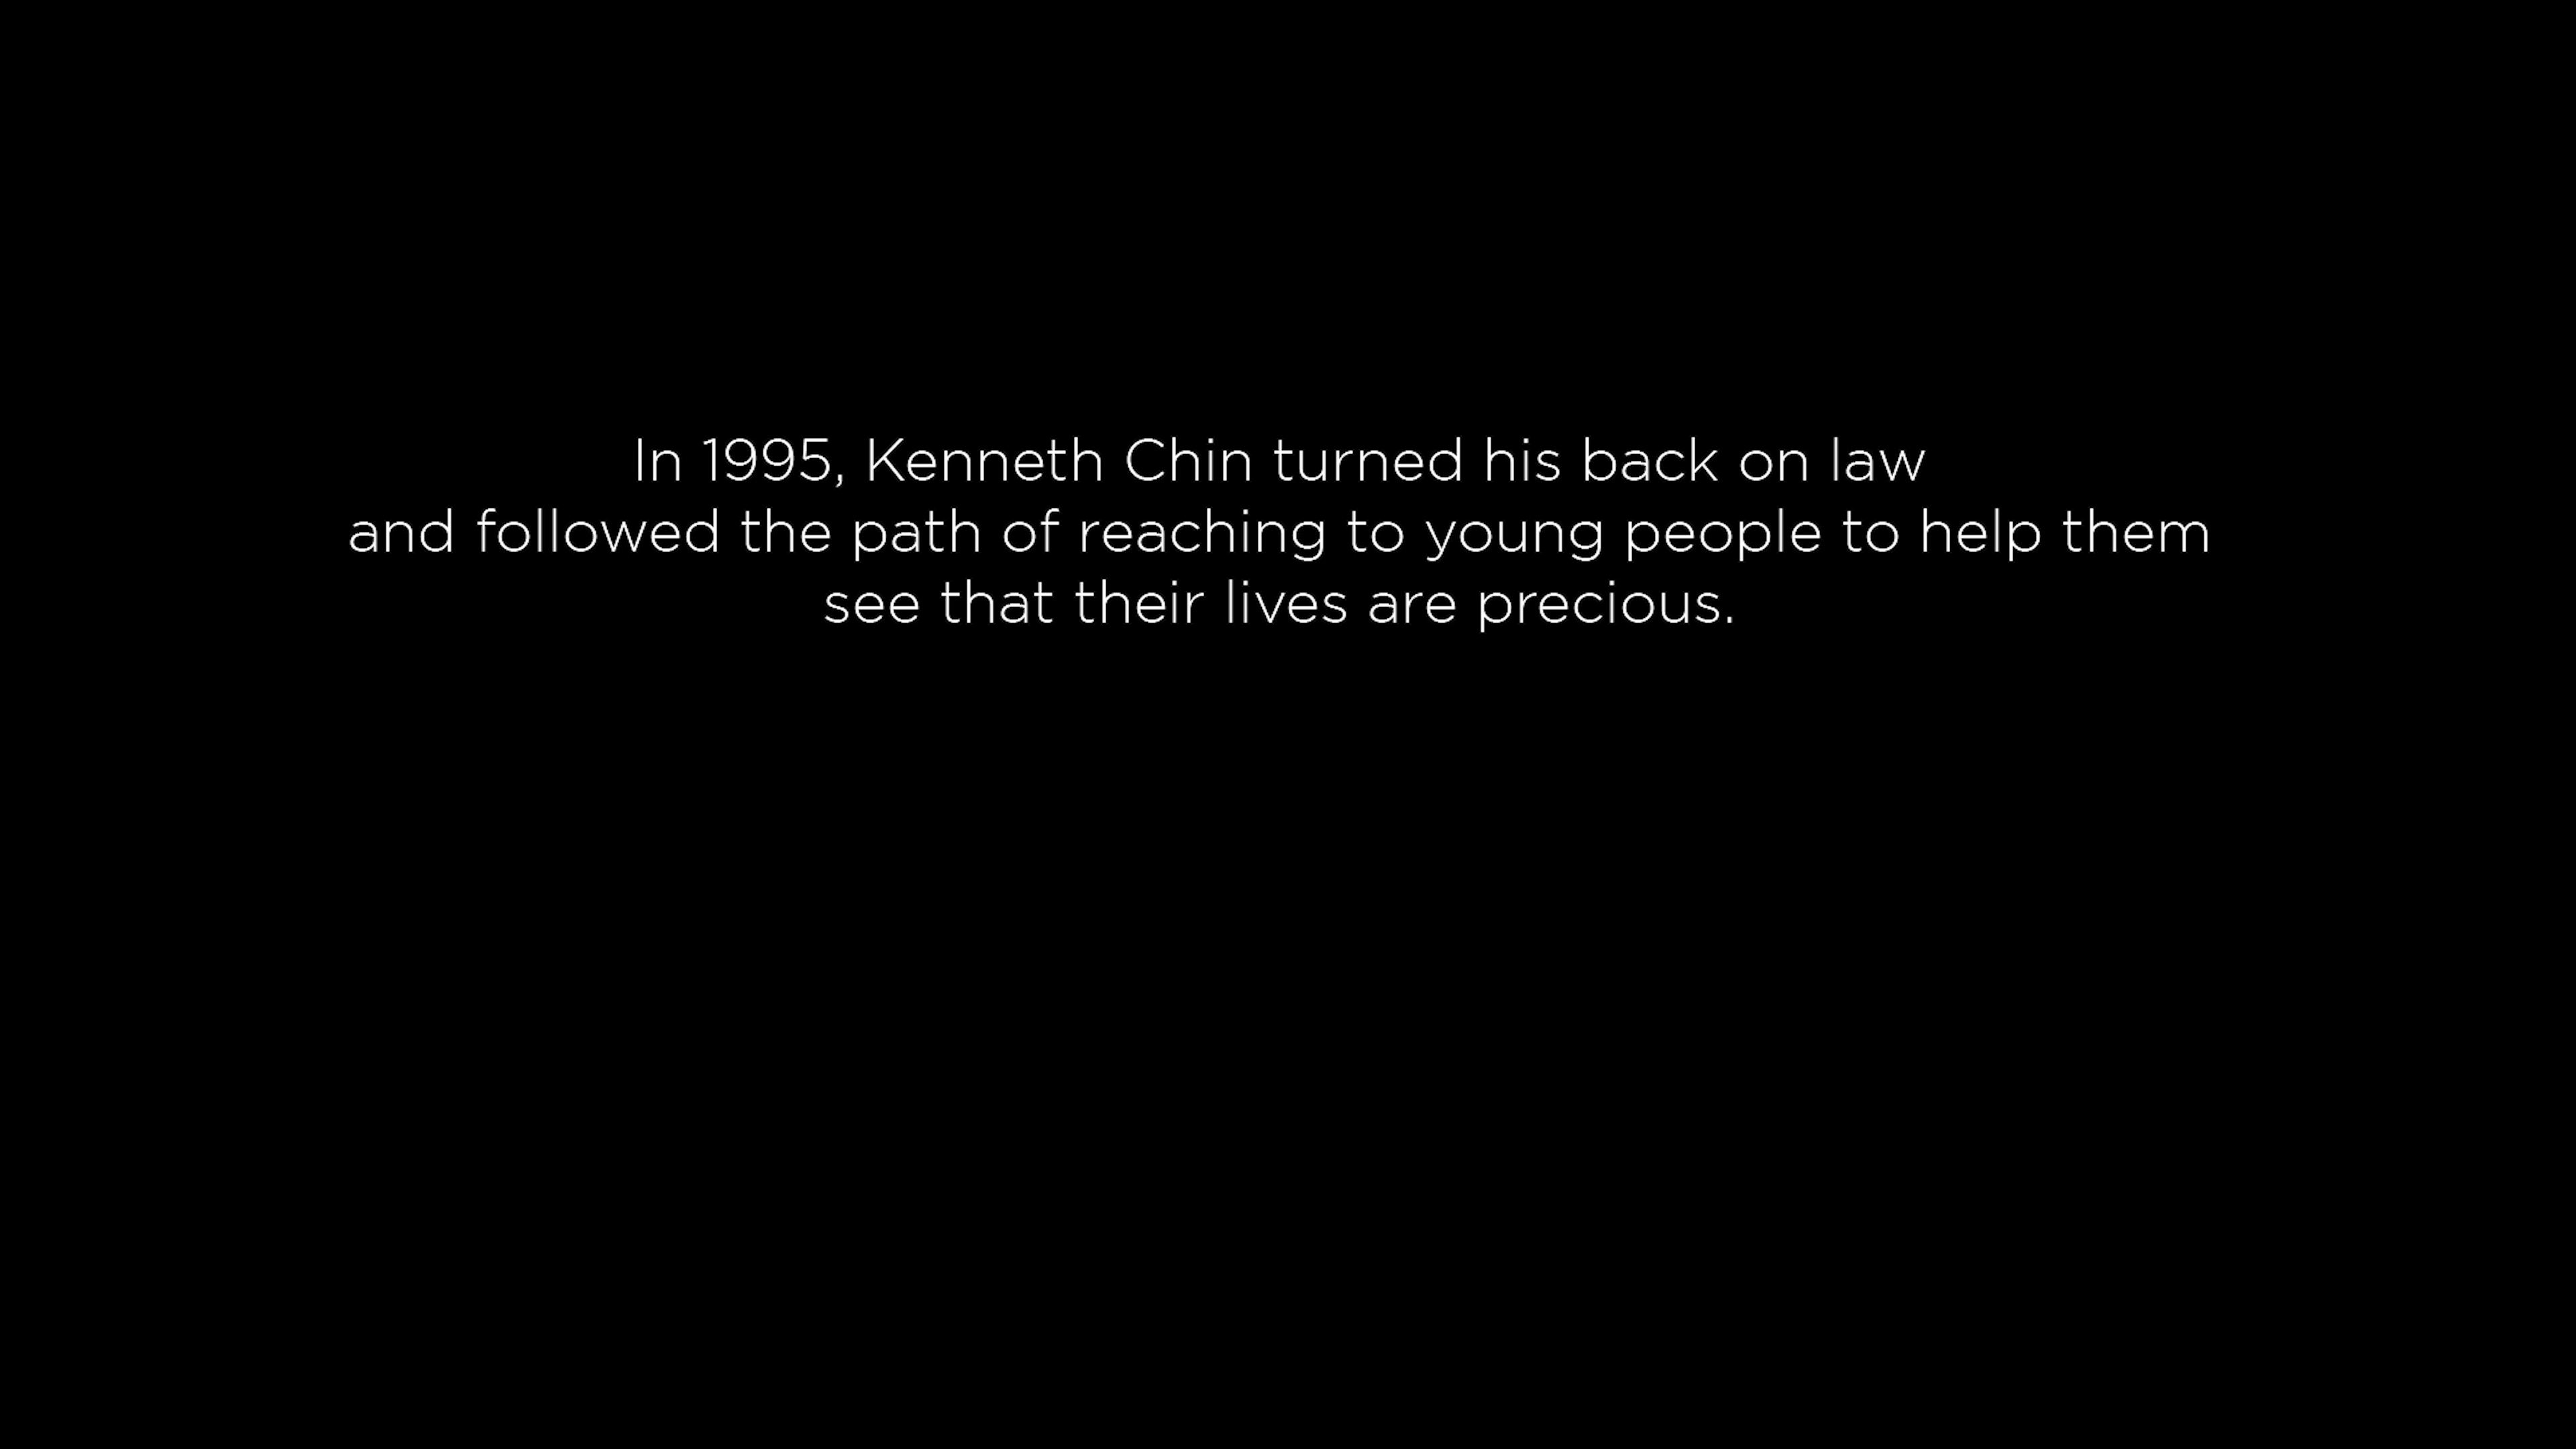 In 1995, Kenneth Chin turned his back on law
and followed the path of reaching to young people to help them
see that their lives are precious.